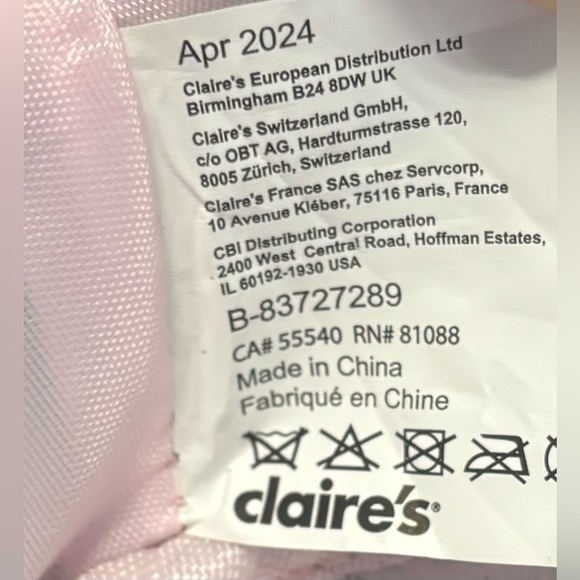 Apr 2024
Claire's European Distribution Ltd
Birmingham B24 8DW UK
Claire's Switzerland GmbH,
c/o OBT AG, Hardturmstrasse 120,
8005 Zürich, Switzerland
Claire's France SAS chez Servcorp,
10 Avenue Kléber, 75116 Paris, France
CBI Distributing Corporation
2400 West Central Road, Hoffman Estates,
IL 60192-1930 USA
B-83727289
CA# 55540 RN# 81088
Made in China
Fabriqué en Chine
claire's®